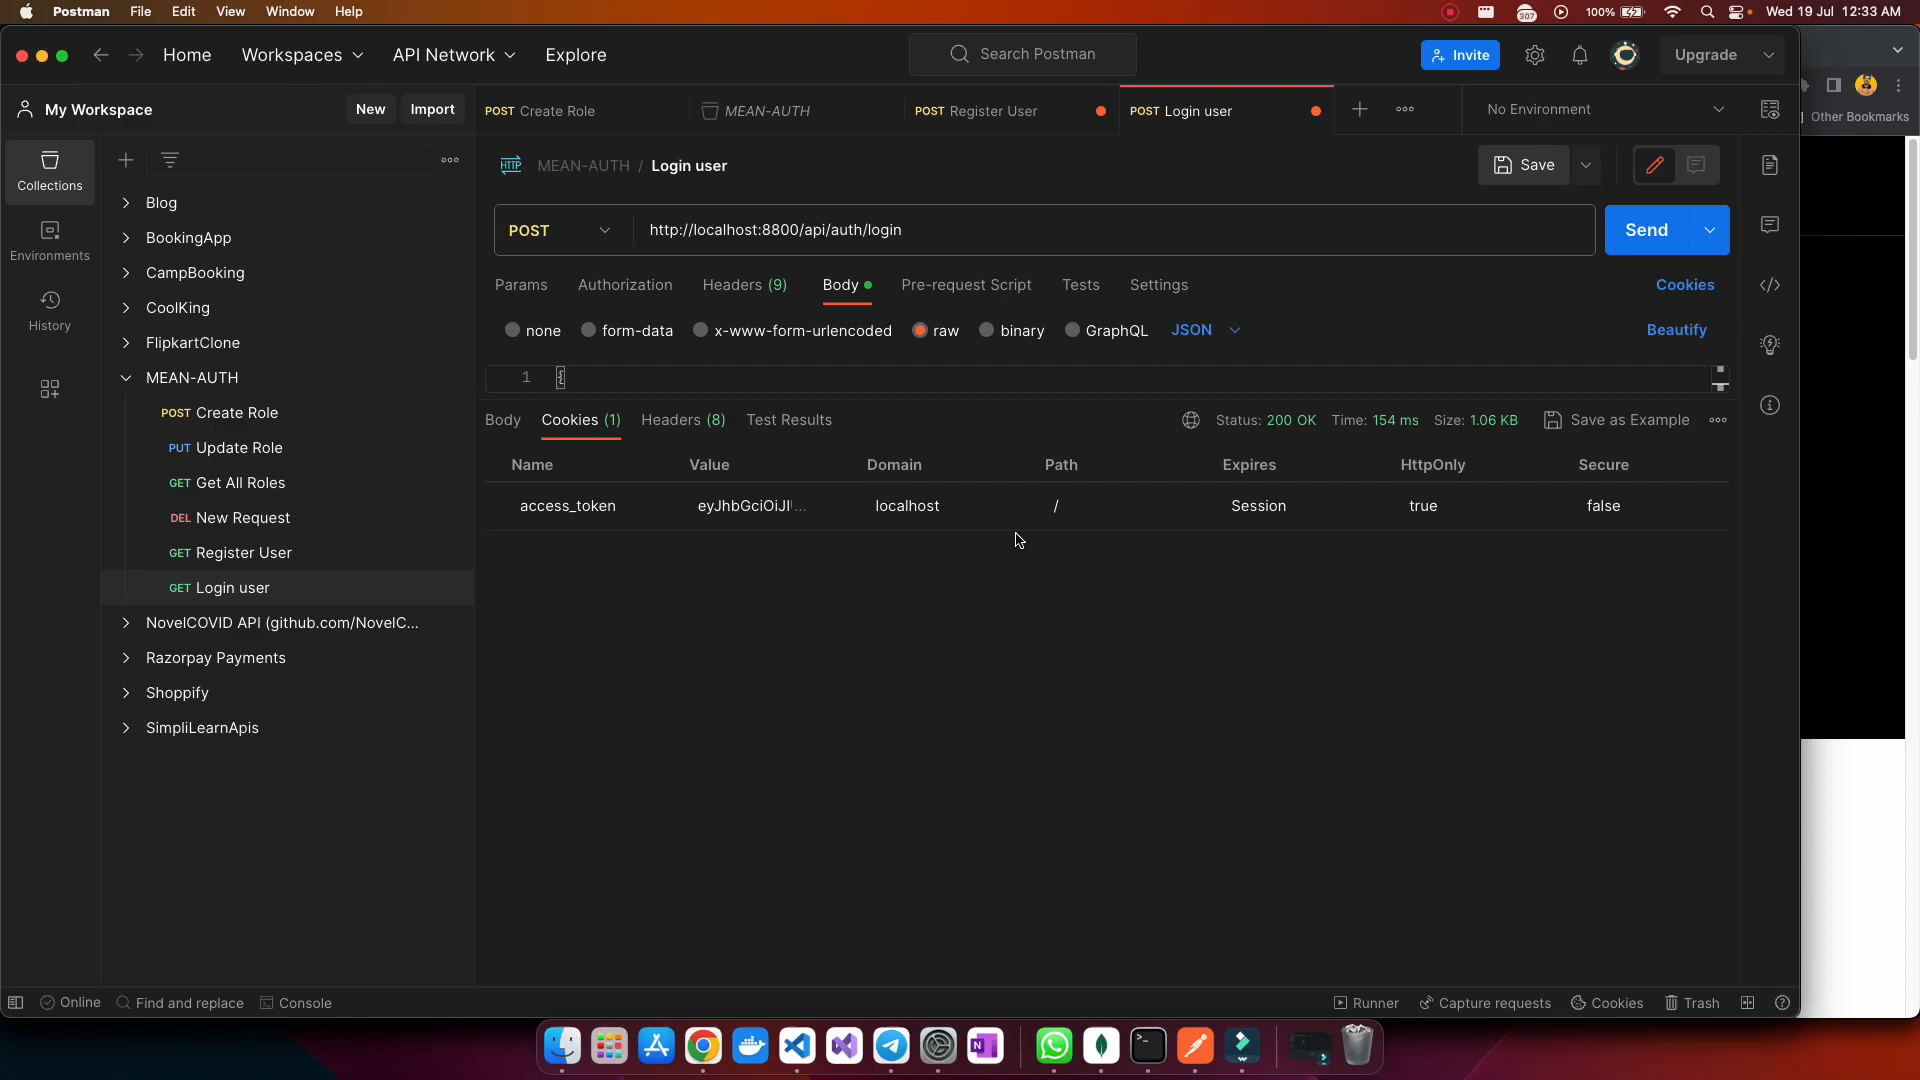 Postman File Edit View Window Help
307
100%
Wed 19 Jul 12:33 AM
Home Workspaces API Network Explore
Search Postman
Invite
Upgrade
My Workspace
New
Import
POST Create Role
MEAN-AUTH
POST Register User
POST Login user
No Environment
Other Bookmarks
Collections
Environments
History
Blog
BookingApp
CampBooking
CoolKing
FlipkartClone
MEAN-AUTH
POST Create Role
PUT Update Role
GET Get All Roles
DEL New Request
GET Register User
GET Login user
NovelCOVID API (github.com/NovelC...
Razorpay Payments
Shoppify
SimpliLearnApis
HTTP MEAN-AUTH / Login user
Save
POST
http://localhost:8800/api/auth/login
Send
Params Authorization Headers (9) Body Pre-request Script Tests Settings
Cookies
none form-data x-www-form-urlencoded raw binary GraphQL JSON
Beautify
1 {
Body Cookies (1) Headers (8) Test Results
Status: 200 OK Time: 154 ms Size: 1.06 KB
Save as Example
Name Value Domain Path Expires HttpOnly Secure
access_token eyJhbGciOiJI... localhost / Session true false
Online Find and replace Console
Runner Capture requests Cookies Trash